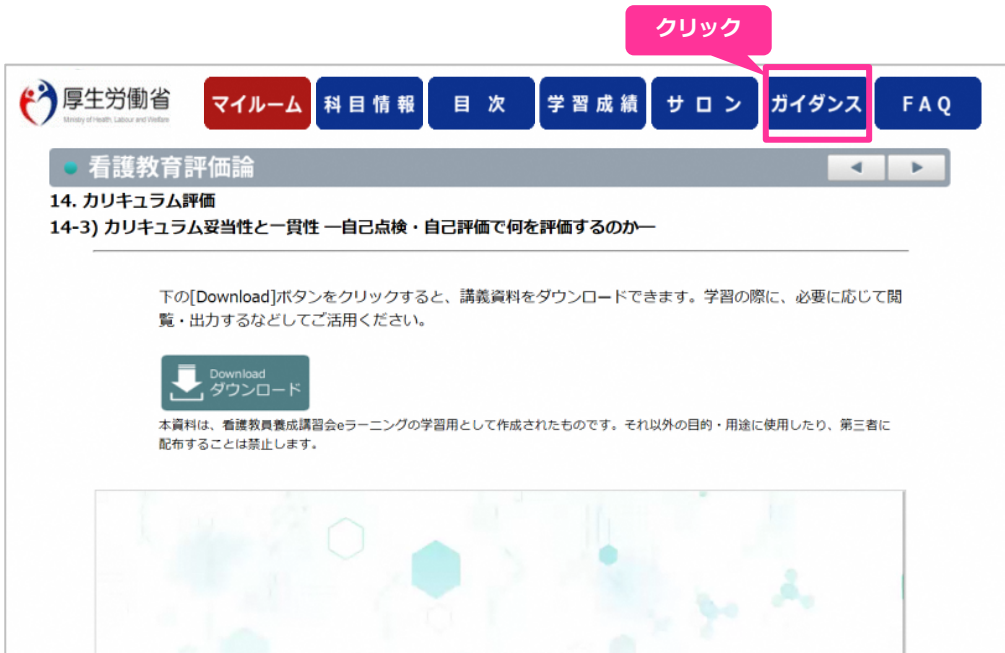 クリック
厚生労働省
Ministry of Health, Labour and Welfare
マイルーム 科目情報 目次 学習成績 サロン ガイダンス FAQ
看護教育評価論
14. カリキュラム評価
14-3) カリキュラム妥当性と一貫性 ―自己点検・自己評価で何を評価するのか―
下の[Download]ボタンをクリックすると、講義資料をダウンロードできます。学習の際に、必要に応じて閲
覧・出力するなどしてご活用ください。
Download
ダウンロード
本資料は、看護教員養成講習会eラーニングの学習用として作成されたものです。それ以外の目的・用途に使用したり、第三者に
配布することは禁止します。